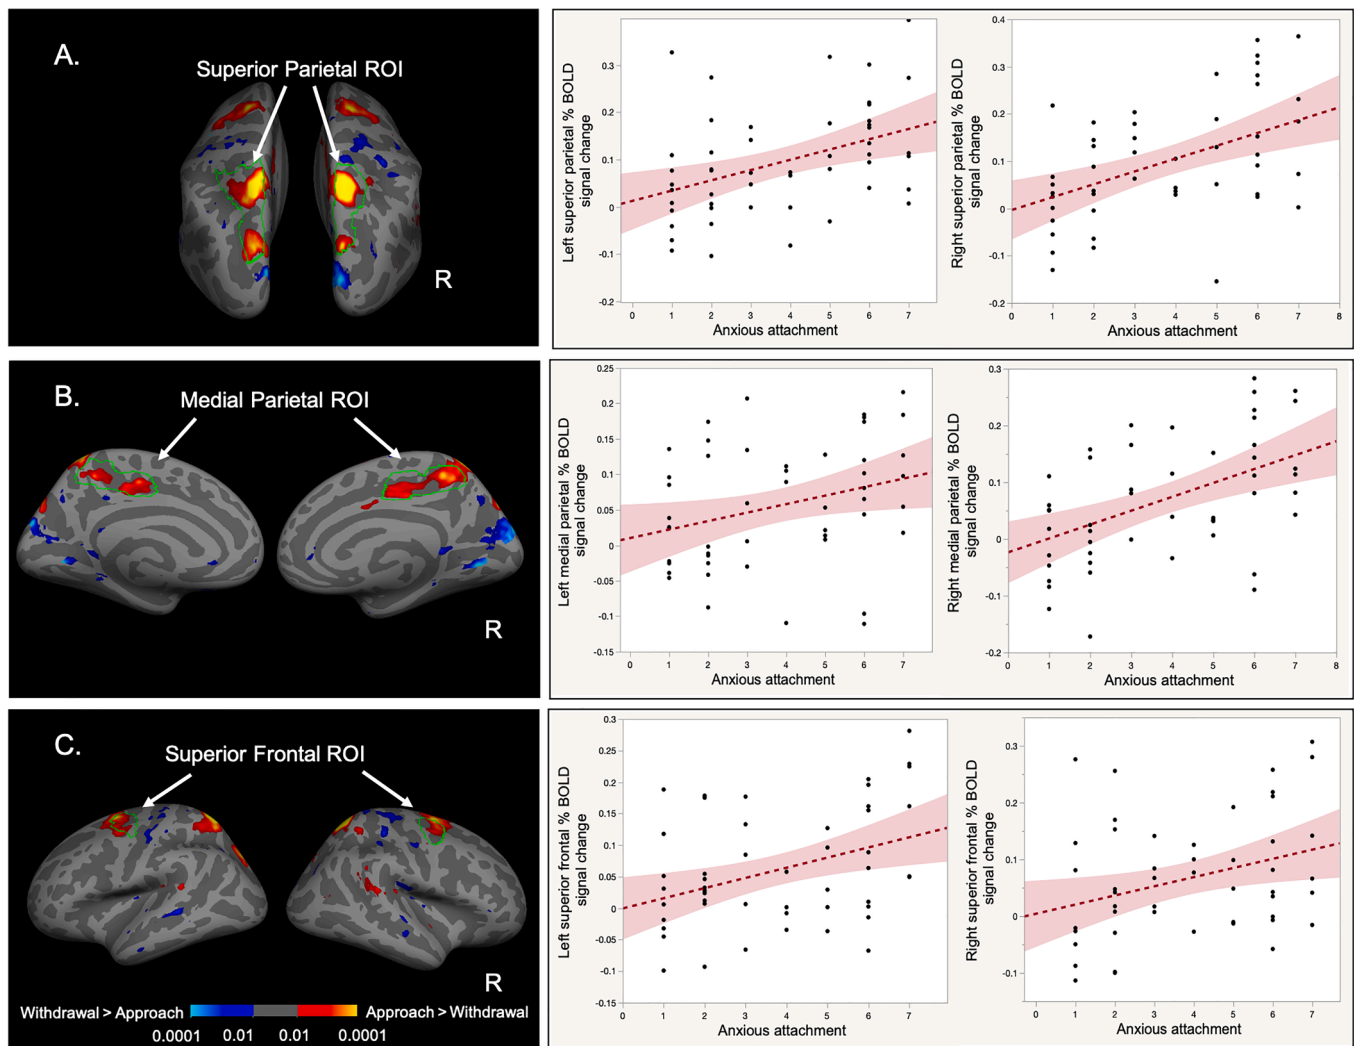 A.
Superior Parietal ROI
R
Left superior parietal % BOLD
signal change
0.3
0.2
0.1
0
-0.1
-0.2
0 1 2 3 4 5 6 7
Anxious attachment
Right superior parietal % BOLD
signal change
0.4
0.3
0.2
0.1
0
-0.1
-0.2
0 1 2 3 4 5 6 7 8
Anxious attachment
B.
Medial Parietal ROI
R
Left medial parietal % BOLD
signal change
0.25
0.2
0.15
0.1
0.05
0
-0.05
-0.1
-0.15
0 1 2 3 4 5 6 7
Anxious attachment
Right medial parietal % BOLD
signal change
0.3
0.2
0.1
0
-0.1
-0.2
0 1 2 3 4 5 6 7 8
Anxious attachment
C.
Superior Frontal ROI
R
Withdrawal > Approach
Approach > Withdrawal
0.0001 0.01 0.01 0.0001
Left superior frontal % BOLD
signal change
0.3
0.25
0.2
0.15
0.1
0.05
0
-0.05
-0.1
-0.15
0 1 2 3 4 5 6 7
Anxious attachment
Right superior frontal % BOLD
signal change
0.3
0.2
0.1
0
-0.1
0 1 2 3 4 5 6 7
Anxious attachment